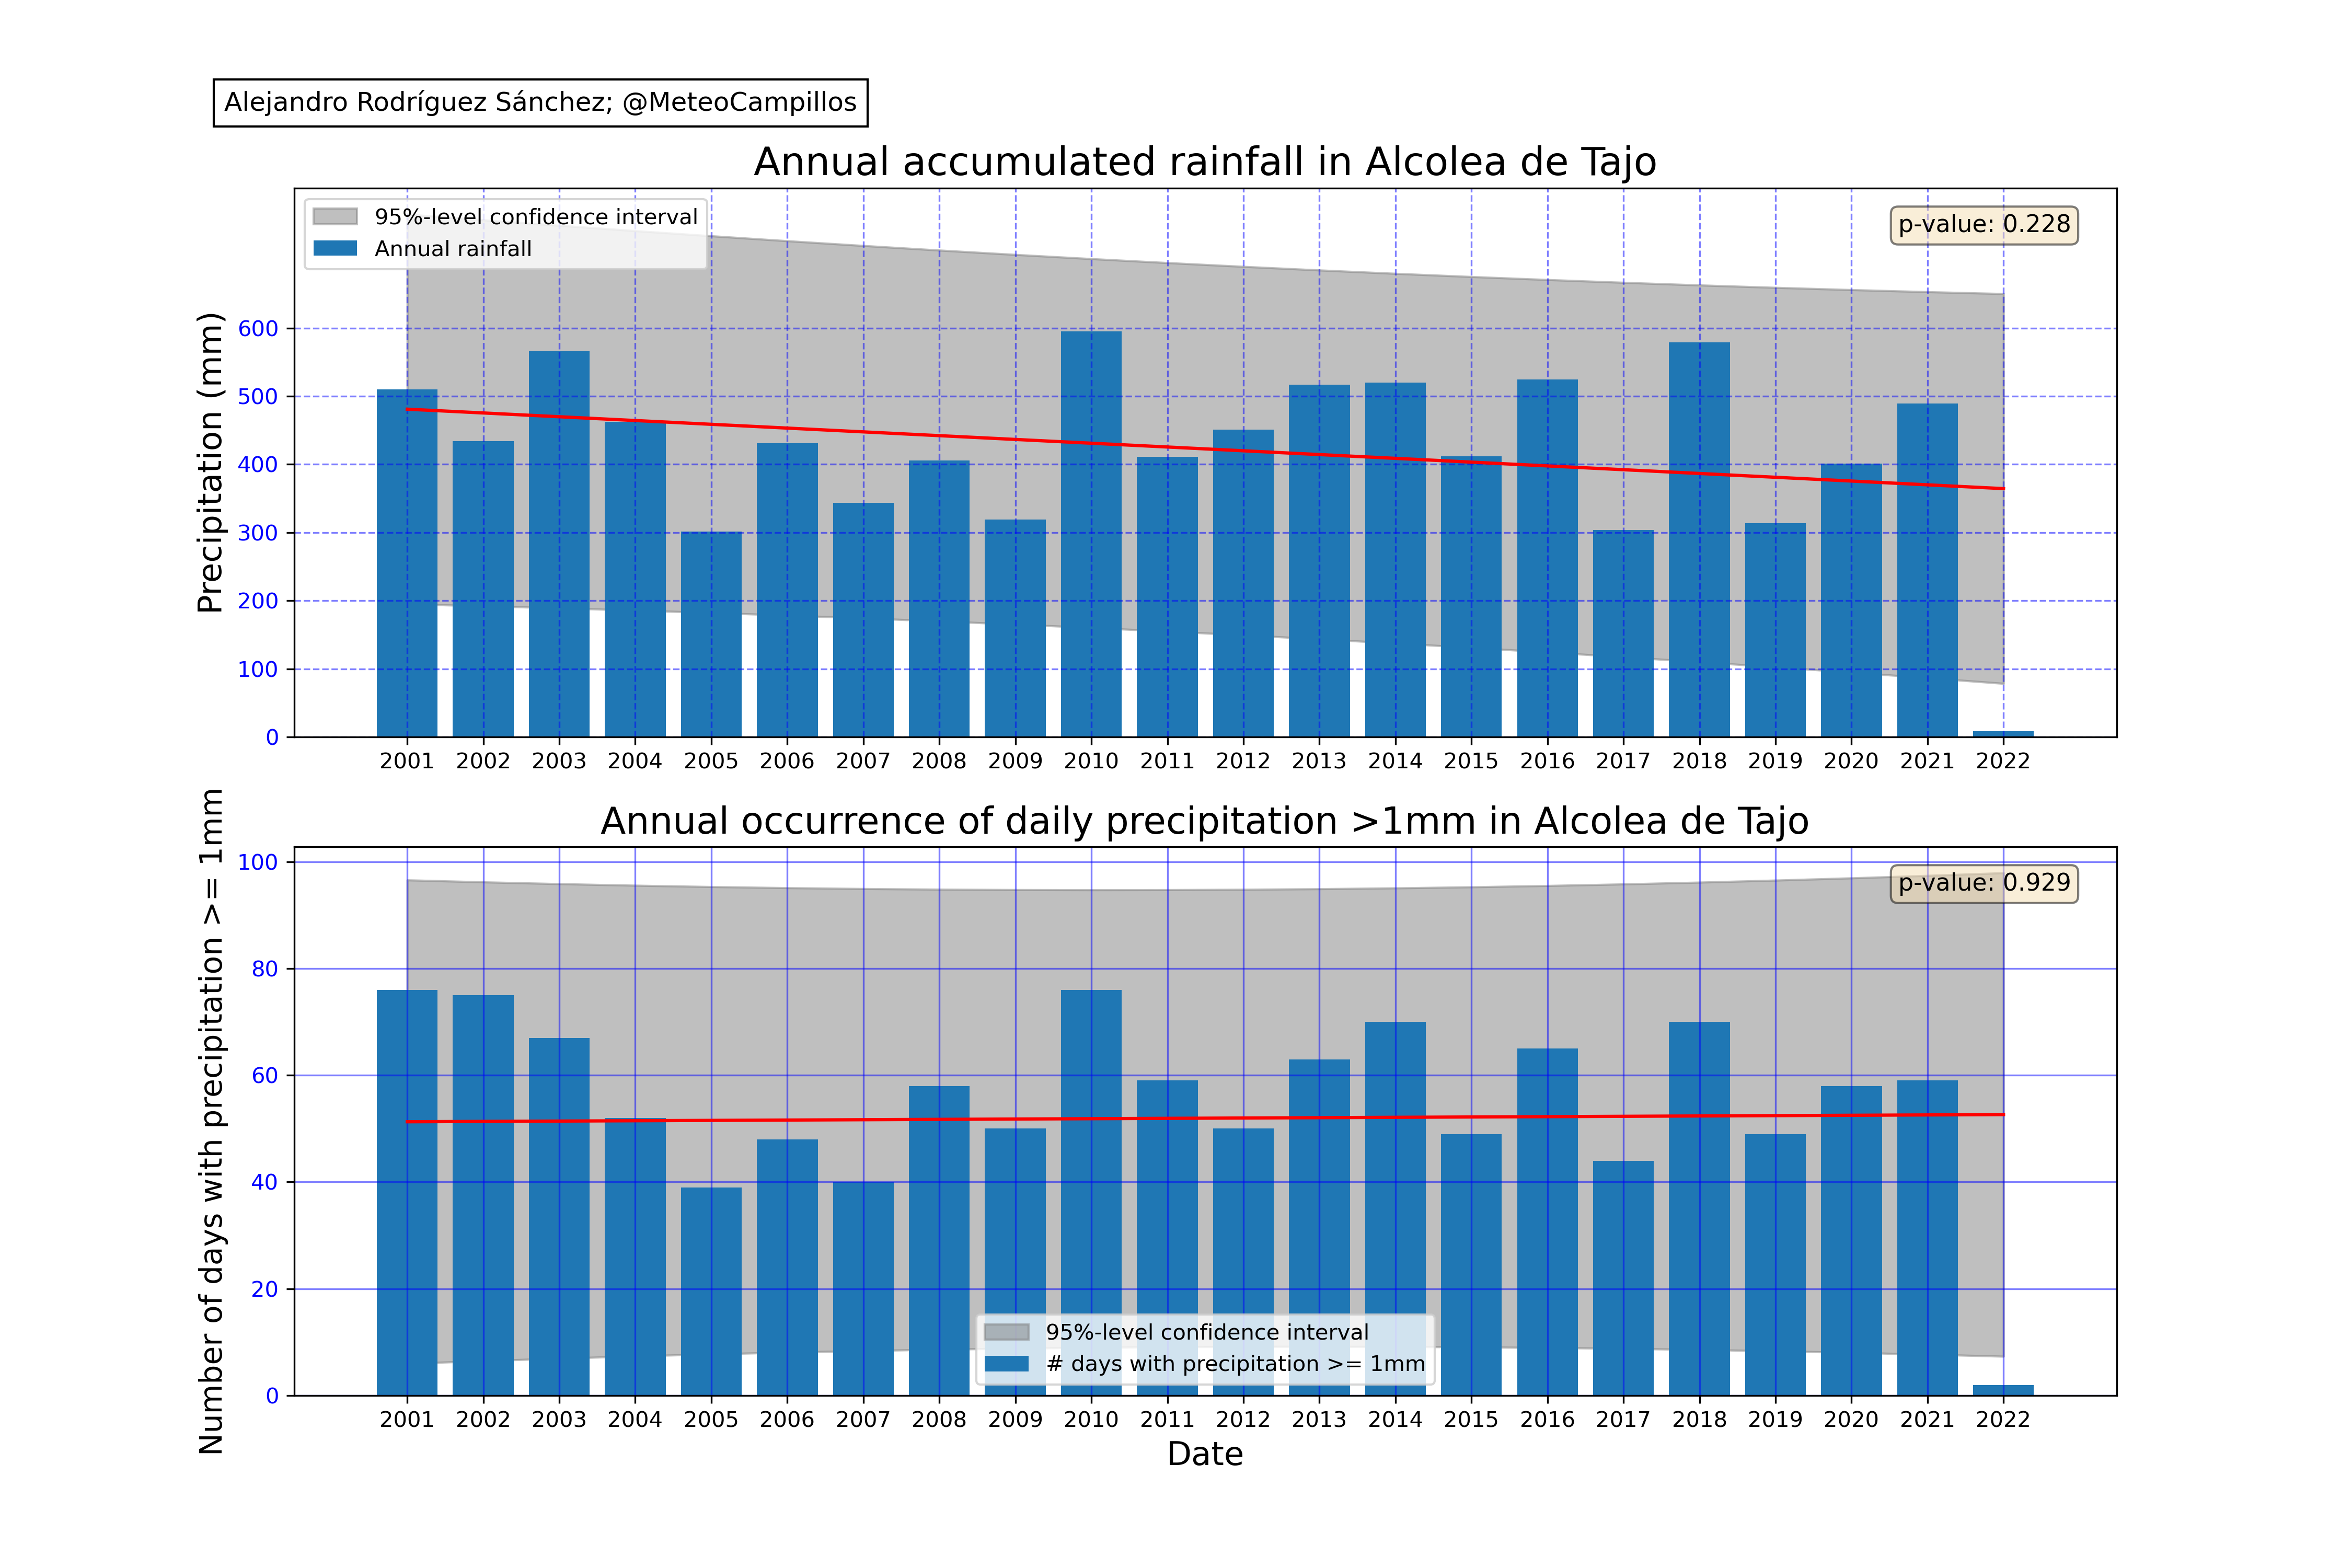 Alejandro Rodríguez Sánchez; @MeteoCampillos
Annual accumulated rainfall in Alcolea de Tajo
95%-level confidence interval
Annual rainfall
p-value: 0.228
Precipitation (mm)
600
500
400
300
200
100
0
2001 2002 2003 2004 2005 2006 2007 2008 2009 2010 2011 2012 2013 2014 2015 2016 2017 2018 2019 2020 2021 2022
Annual occurrence of daily precipitation >1mm in Alcolea de Tajo
p-value: 0.929
Number of days with precipitation >= 1mm
100
80
60
40
20
0
95%-level confidence interval
# days with precipitation >= 1mm
2001 2002 2003 2004 2005 2006 2007 2008 2009 2010 2011 2012 2013 2014 2015 2016 2017 2018 2019 2020 2021 2022
Date